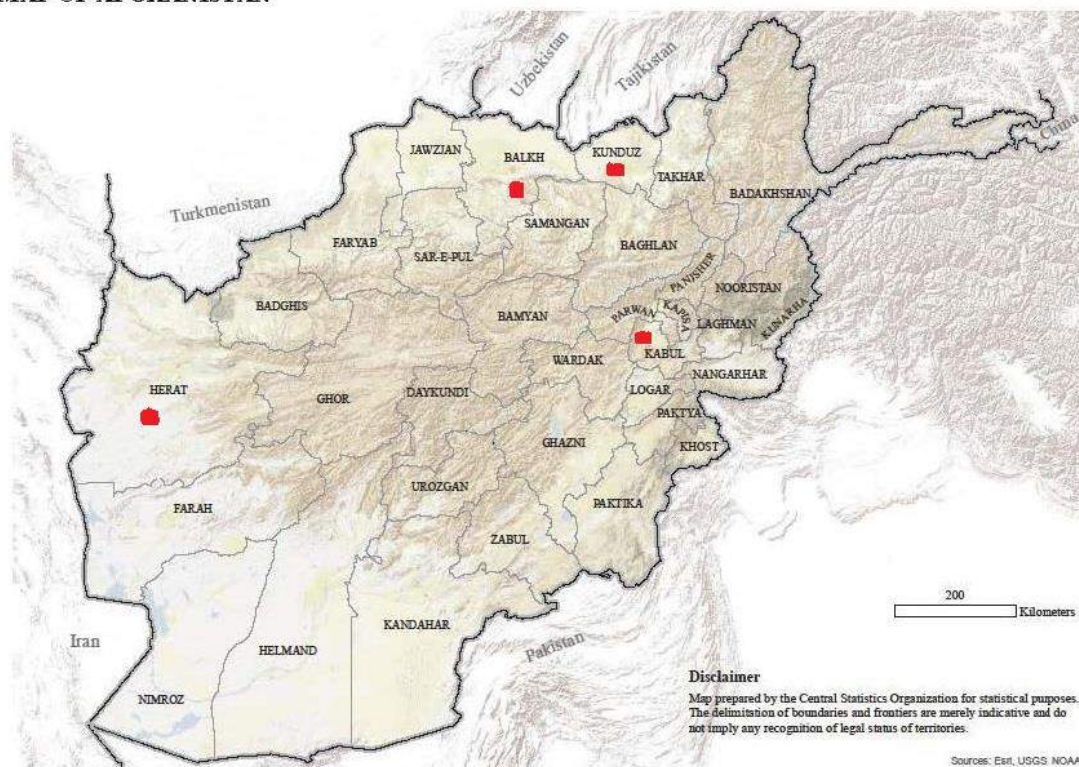 MAP OF AFGHANISTAN
Uzbekistan
Tajikistan
China
JAWZJAN
BALKH
KUNDUZ
TAKHAR
BADAKHSHAN
Turkmenistan
SAMANGAN
FARYAB
SAR-E-PUL
BAGHLAN
PANJSHER
NOORISTAN
BADGHIS
BAMYAN
PARWAN
KAPISA
LAGHMAN
KUNARHA
WARDAK
KABUL
NANGARHAR
HERAT
GHOR
DAYKUNDI
LOGAR
PAKTYA
GHAZNI
KHOST
UROZGAN
FARAH
PAKTIKA
ZABUL
200
Kilometers
KANDAHAR
Iran
HELMAND
Pakistan
NIMROZ
Disclaimer
Map prepared by the Central Statistics Organization for statistical purposes.
The delimitation of boundaries and frontiers are merely indicative and do
not imply any recognition of legal status of territories.
Sources: Esri, USGS NOAA